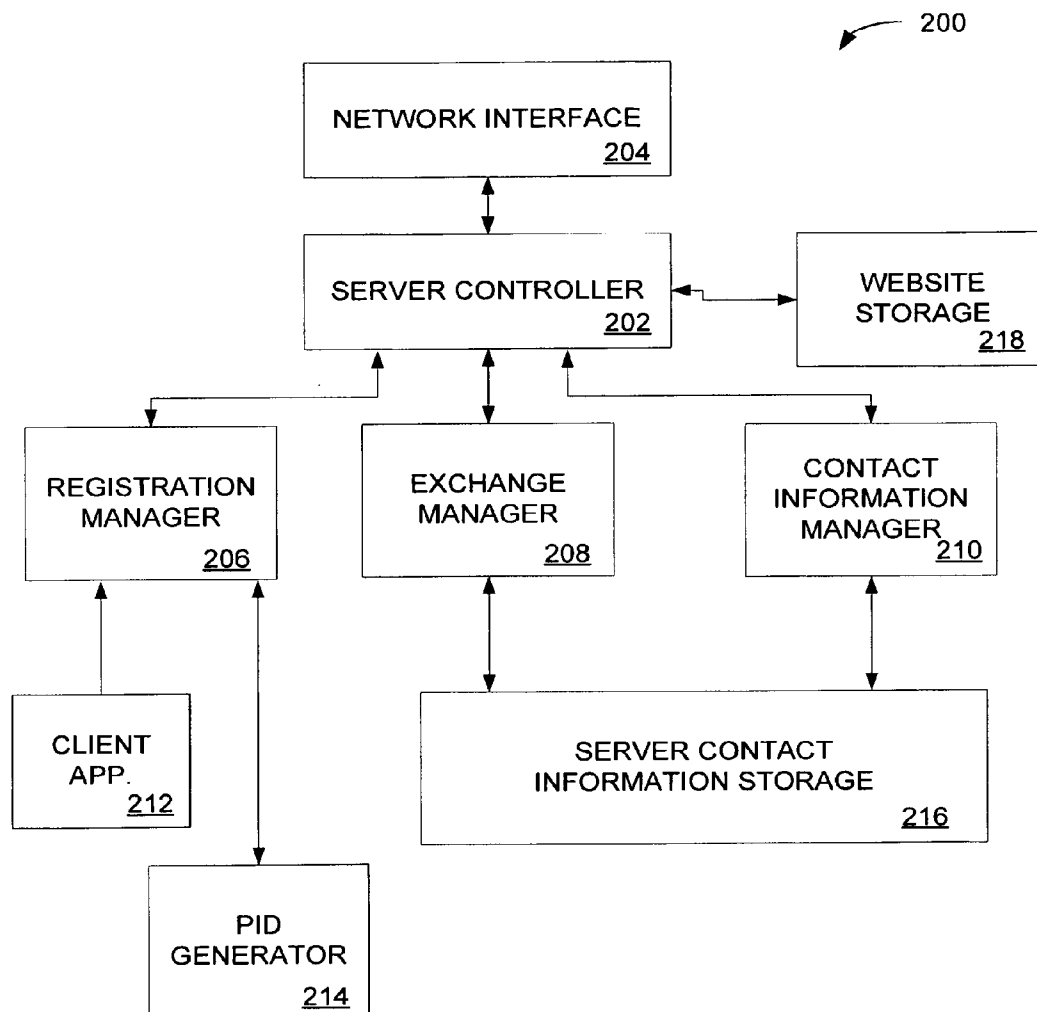 200
NETWORK INTERFACE
204
SERVER CONTROLLER
202
WEBSITE
STORAGE
218
REGISTRATION
MANAGER
206
EXCHANGE
MANAGER
208
CONTACT
INFORMATION
MANAGER
210
CLIENT
APP.
212
SERVER CONTACT
INFORMATION STORAGE
216
PID
GENERATOR
214